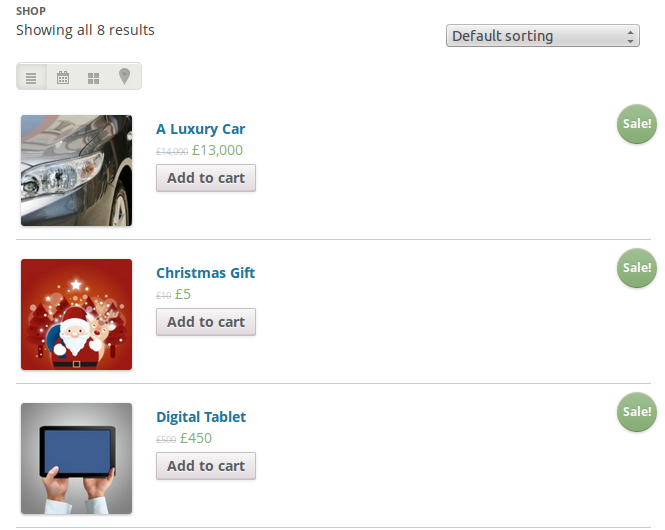 SHOP
Showing all 8 results
Default sorting
A Luxury Car
Sale!
£14,000 £13,000
Add to cart
Christmas Gift
Sale!
£10 £5
Add to cart
Digital Tablet
Sale!
£500 £450
Add to cart